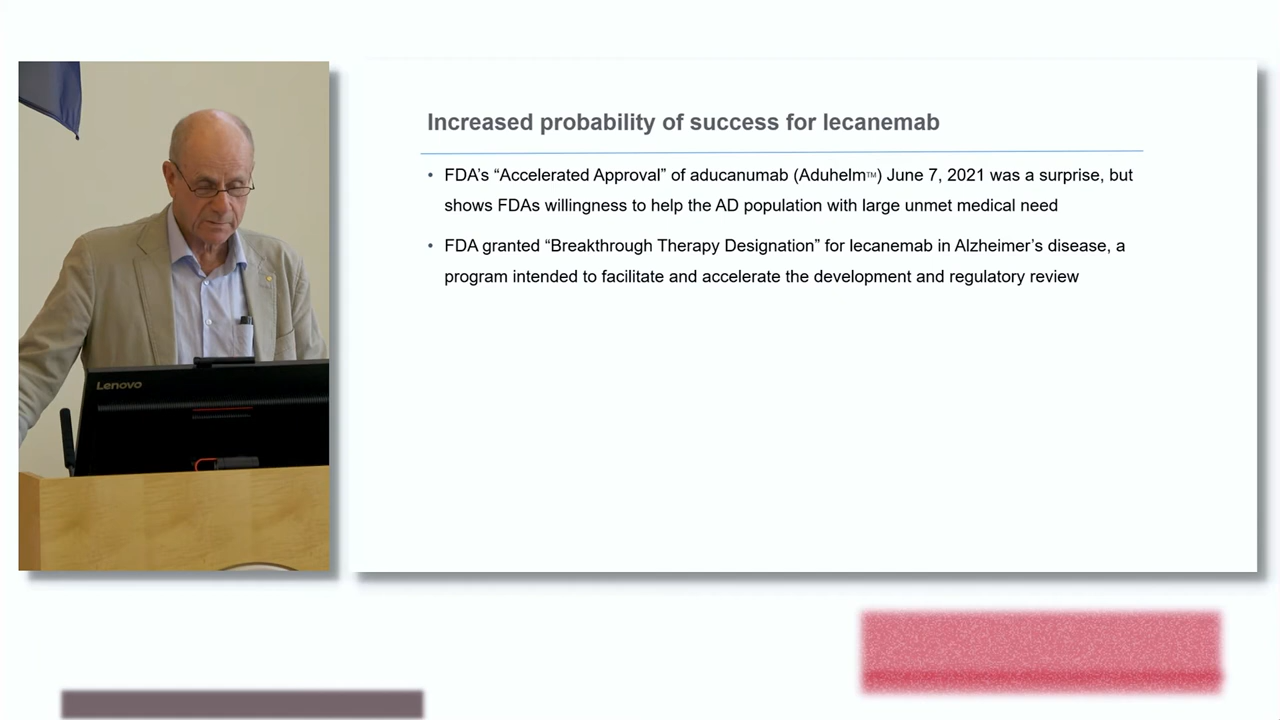 Increased probability of success for lecanemab
• FDA’s “Accelerated Approval” of aducanumab (Aduhelm™) June 7, 2021 was a surprise, but
shows FDAs willingness to help the AD population with large unmet medical need
• FDA granted “Breakthrough Therapy Designation” for lecanemab in Alzheimer’s disease, a
program intended to facilitate and accelerate the development and regulatory review
Lenovo